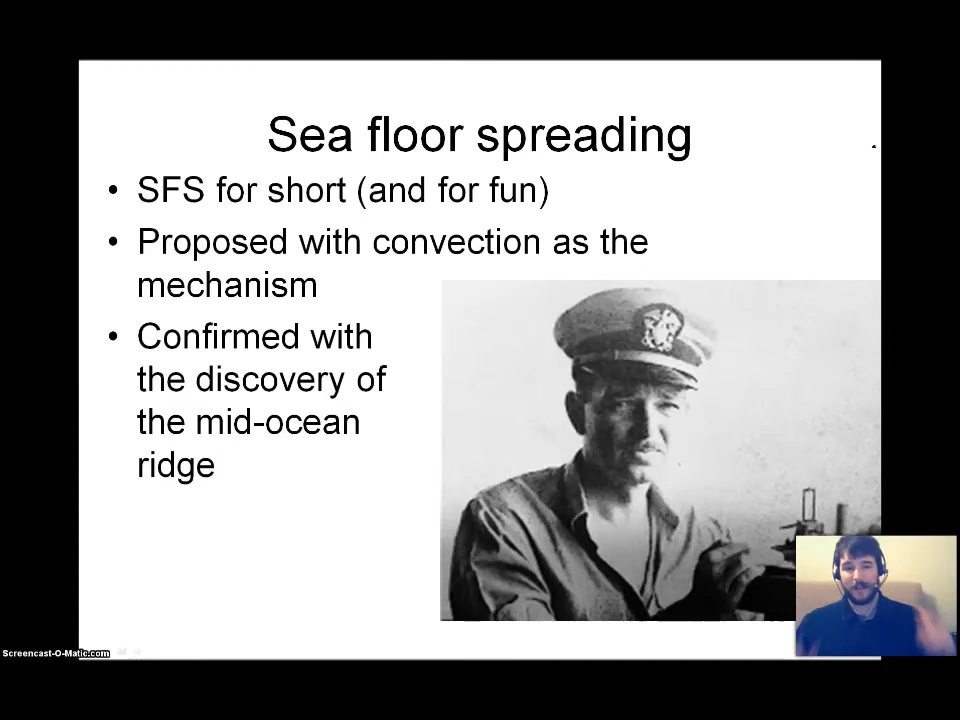 Sea floor spreading
• SFS for short (and for fun)
• Proposed with convection as the
mechanism
• Confirmed with
the discovery of
the mid-ocean
ridge
Screencast-O-Matic.com